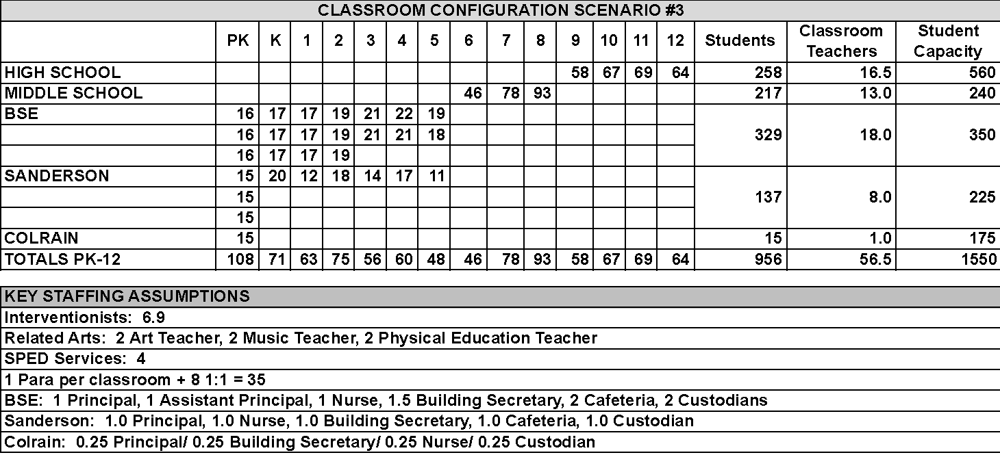 CLASSROOM CONFIGURATION SCENARIO #3
PK K 1 2 3 4 5 6 7 8 9 10 11 12 Students Classroom Teachers Student Capacity
HIGH SCHOOL 58 67 69 64 258 16.5 560
MIDDLE SCHOOL 46 78 93 217 13.0 240
BSE 16 17 17 19 21 22 19
16 17 17 19 21 21 18 329 18.0 350
16 17 17 19
SANDERSON 15 20 12 18 14 17 11
15 137 8.0 225
15
COLRAIN 15 15 1.0 175
TOTALS PK-12 108 71 63 75 56 60 48 46 78 93 58 67 69 64 956 56.5 1550
KEY STAFFING ASSUMPTIONS
Interventionists: 6.9
Related Arts: 2 Art Teacher, 2 Music Teacher, 2 Physical Education Teacher
SPED Services: 4
1 Para per classroom + 8 1:1 = 35
BSE: 1 Principal, 1 Assistant Principal, 1 Nurse, 1.5 Building Secretary, 2 Cafeteria, 2 Custodians
Sanderson: 1.0 Principal, 1.0 Nurse, 1.0 Building Secretary, 1.0 Cafeteria, 1.0 Custodian
Colrain: 0.25 Principal/ 0.25 Building Secretary/ 0.25 Nurse/ 0.25 Custodian